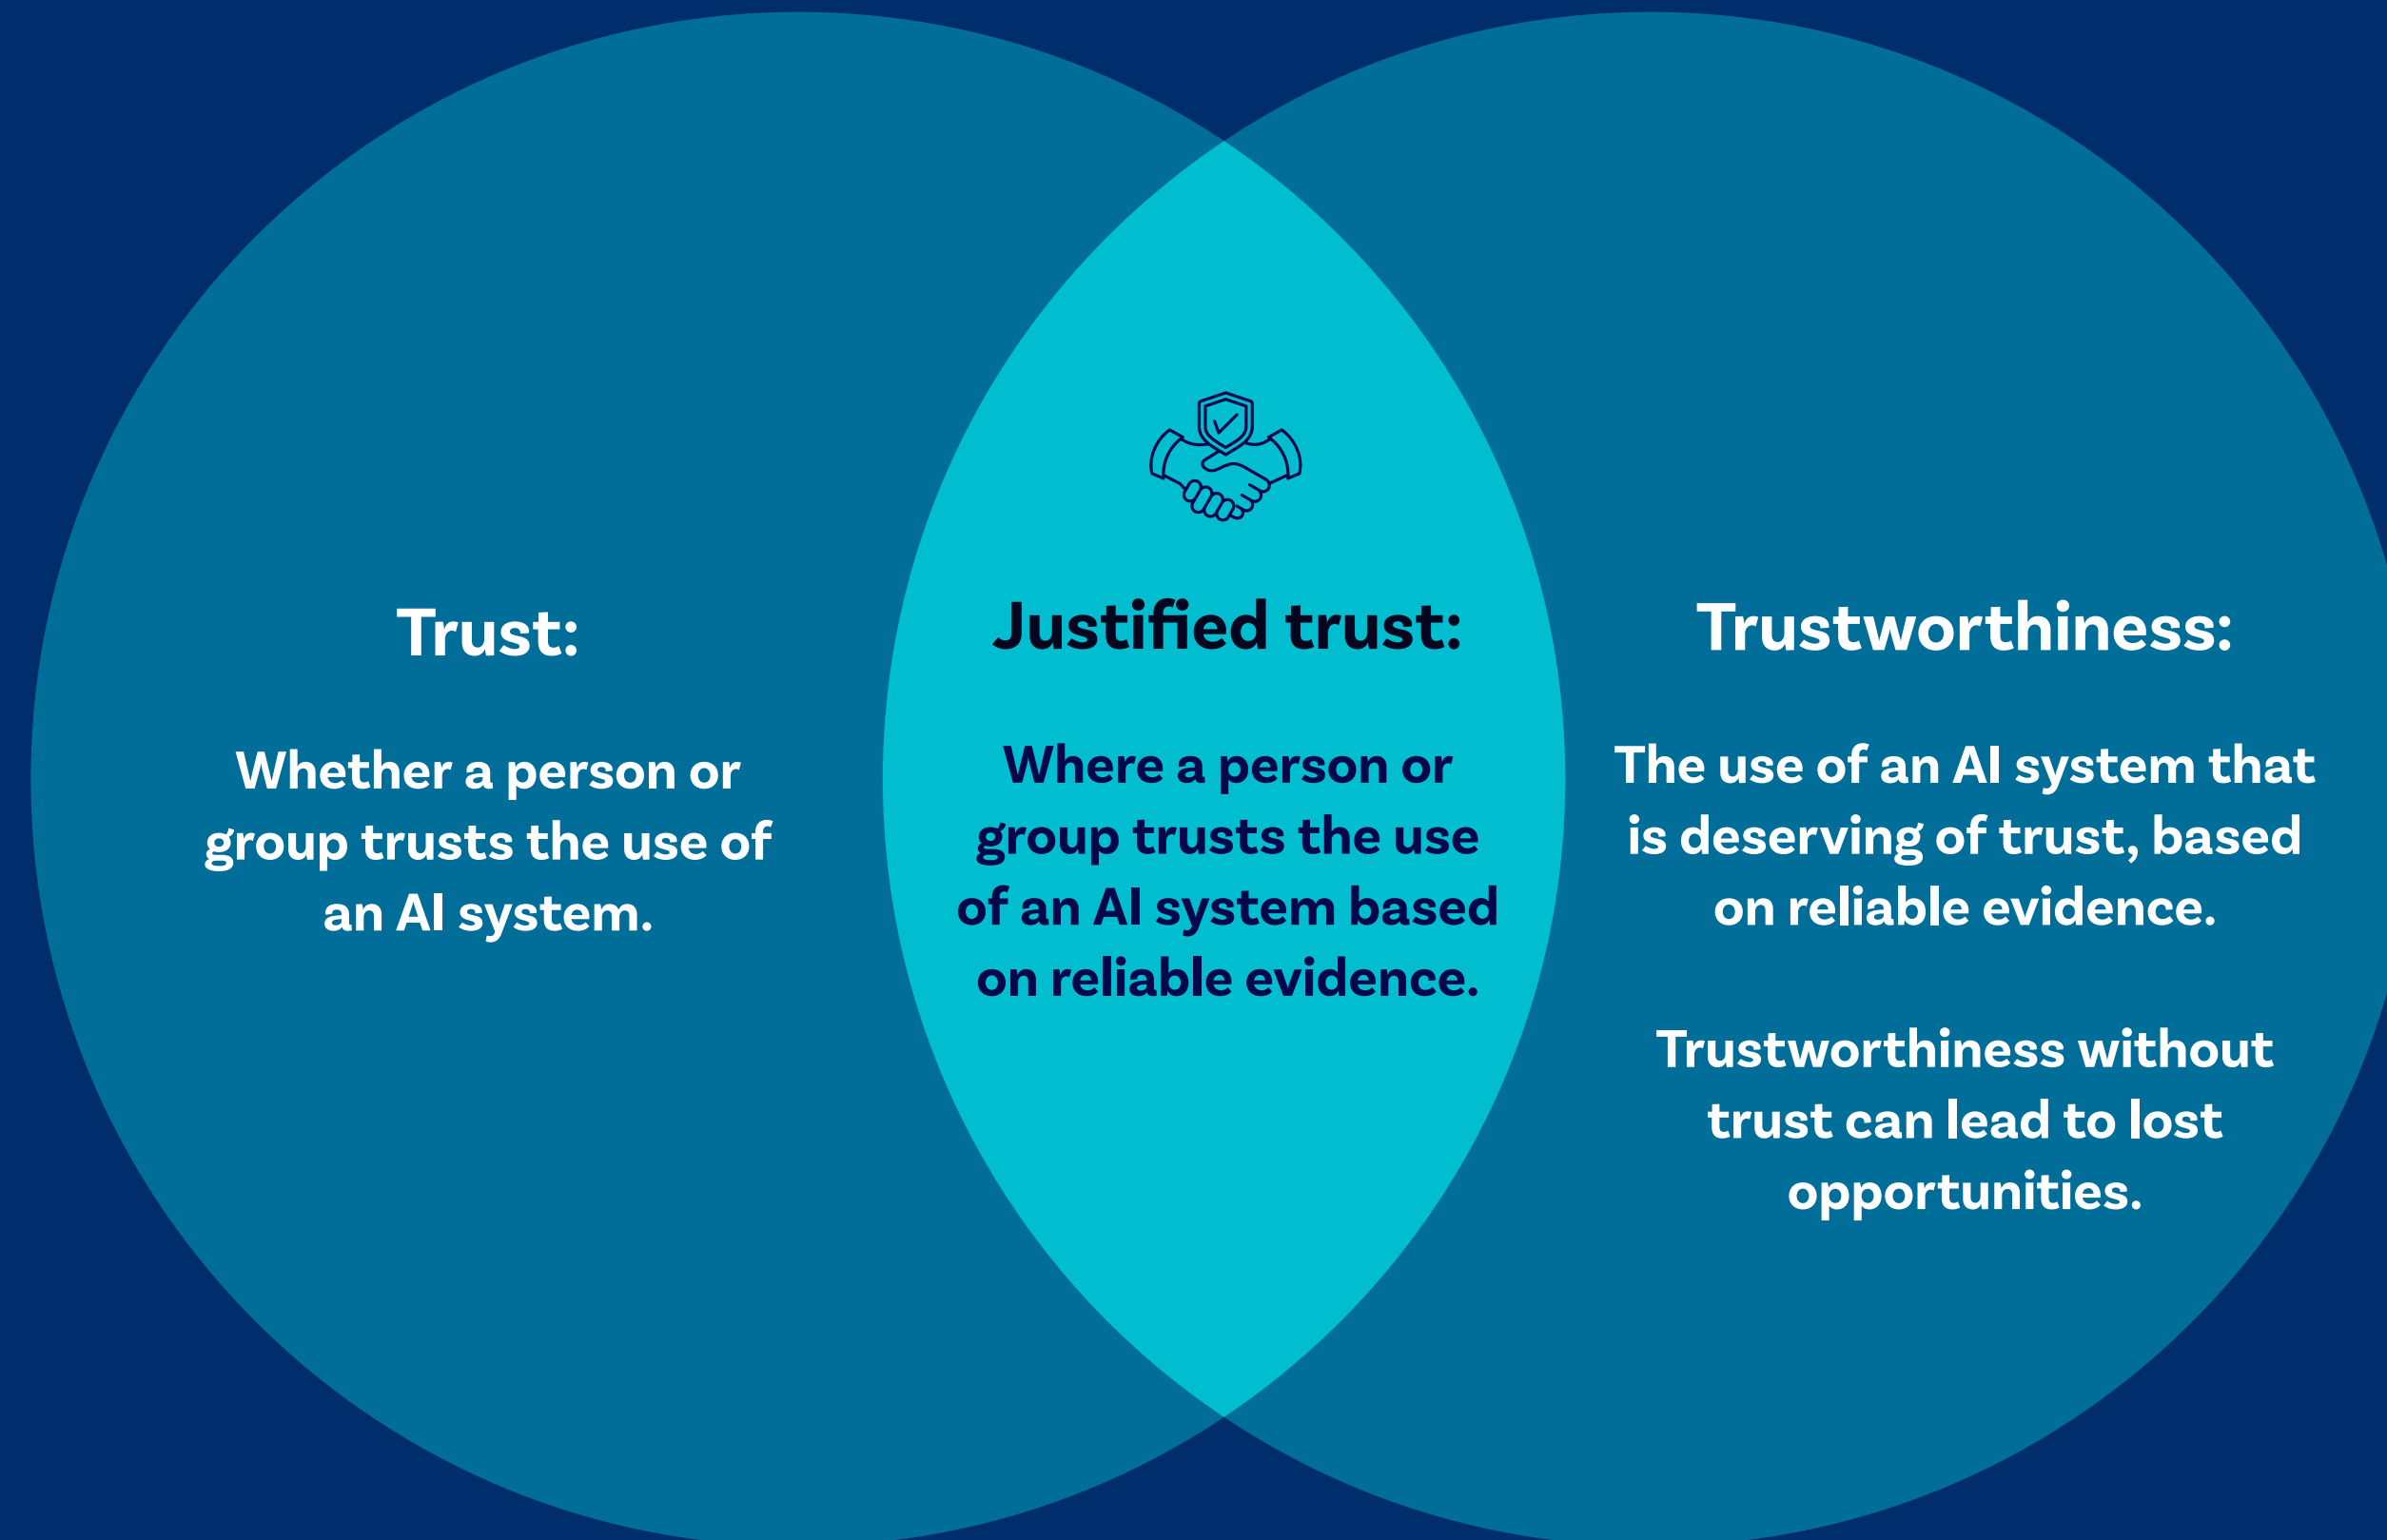 Trust:
Whether a person or
group trusts the use of
an AI system.
Justified trust:
Where a person or
group trusts the use
of an AI system based
on reliable evidence.
Trustworthiness:
The use of an AI system that
is deserving of trust, based
on reliable evidence.
Trustworthiness without
trust can lead to lost
opportunities.